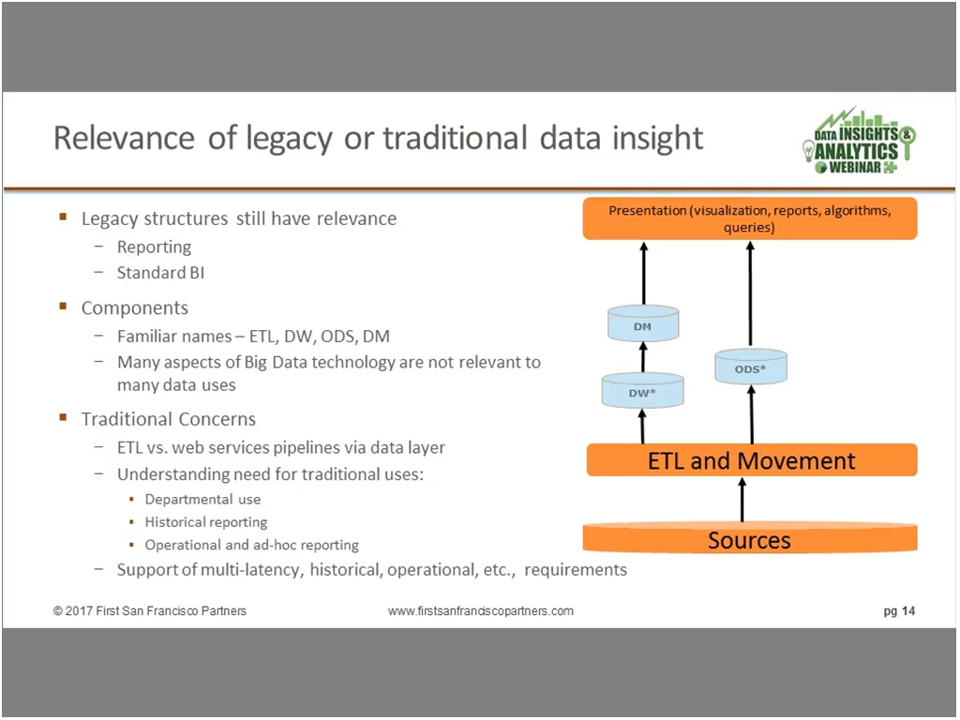 Relevance of legacy or traditional data insight
DATA INSIGHTS &
ANALYTICS
WEBINAR
▪ Legacy structures still have relevance
– Reporting
– Standard BI
▪ Components
– Familiar names – ETL, DW, ODS, DM
– Many aspects of Big Data technology are not relevant to
many data uses
▪ Traditional Concerns
– ETL vs. web services pipelines via data layer
– Understanding need for traditional uses:
▪ Departmental use
▪ Historical reporting
▪ Operational and ad-hoc reporting
– Support of multi-latency, historical, operational, etc., requirements
Presentation (visualization, reports, algorithms,
queries)
DM
ODS*
DW*
ETL and Movement
Sources
© 2017 First San Francisco Partners
www.firstsanfranciscopartners.com
pg 14